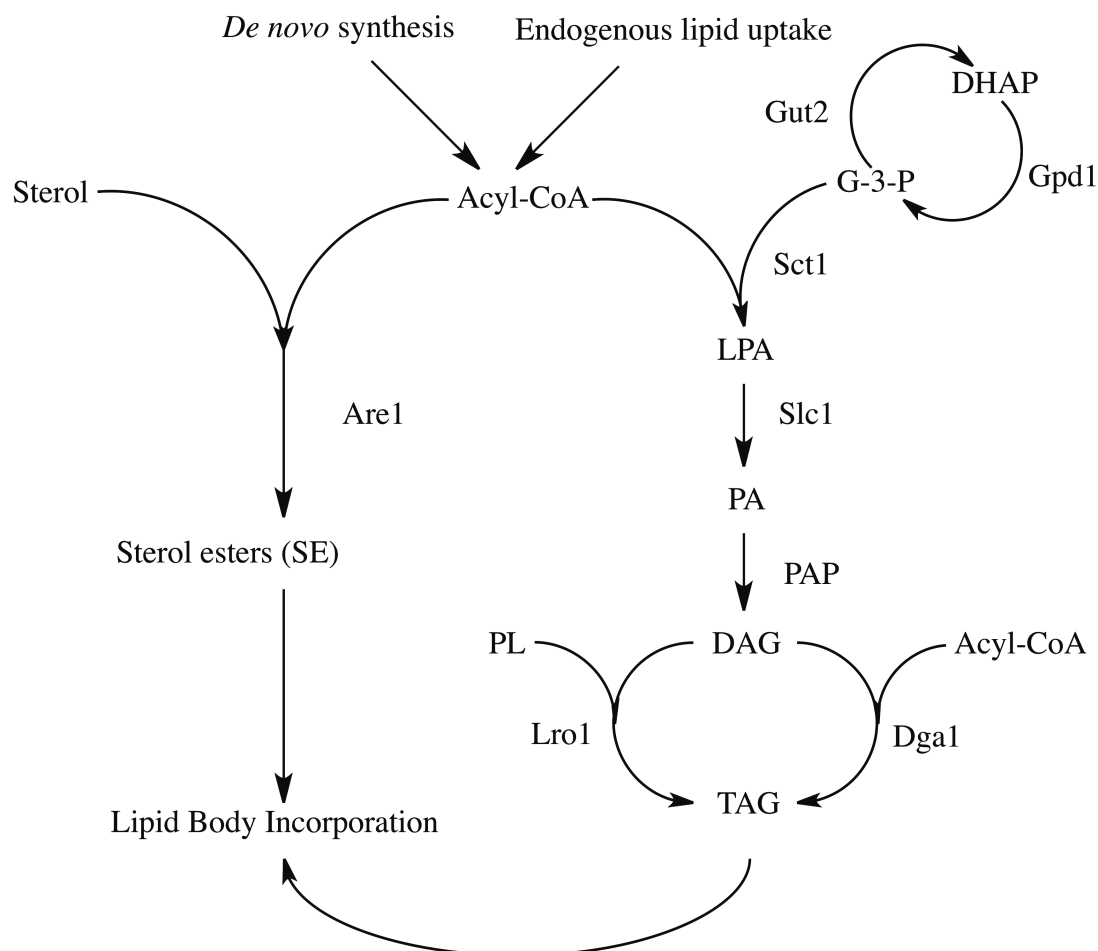 De novo synthesis
Endogenous lipid uptake
DHAP
Gut2
Gpd1
G-3-P
Sterol
Acyl-CoA
Sct1
LPA
Are1
Slc1
PA
Sterol esters (SE)
PAP
PL
DAG
Acyl-CoA
Lro1
Dga1
TAG
Lipid Body Incorporation